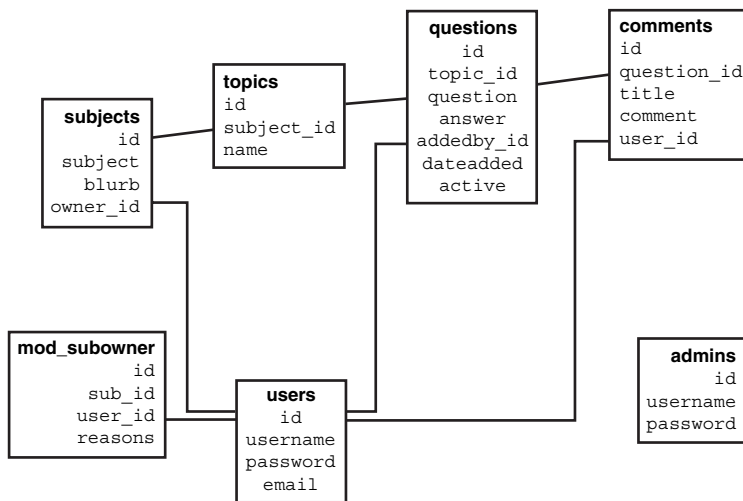 subjects
id
subject
blurb
owner_id
topics
id
subject_id
name
questions
id
topic_id
question
answer
addedby_id
dateadded
active
comments
id
question_id
title
comment
user_id
mod_subowner
id
sub_id
user_id
reasons
users
id
username
password
email
admins
id
username
password